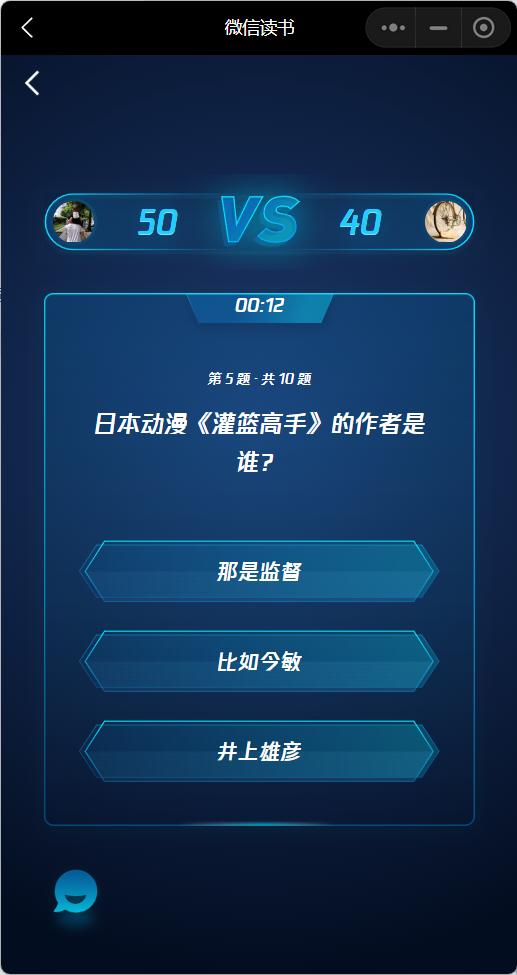 微信读书
50 VS 40
00:12
第 5 题 - 共 10 题
日本动漫《灌篮高手》的作者是
谁？
那是监督
比如今敏
井上雄彦